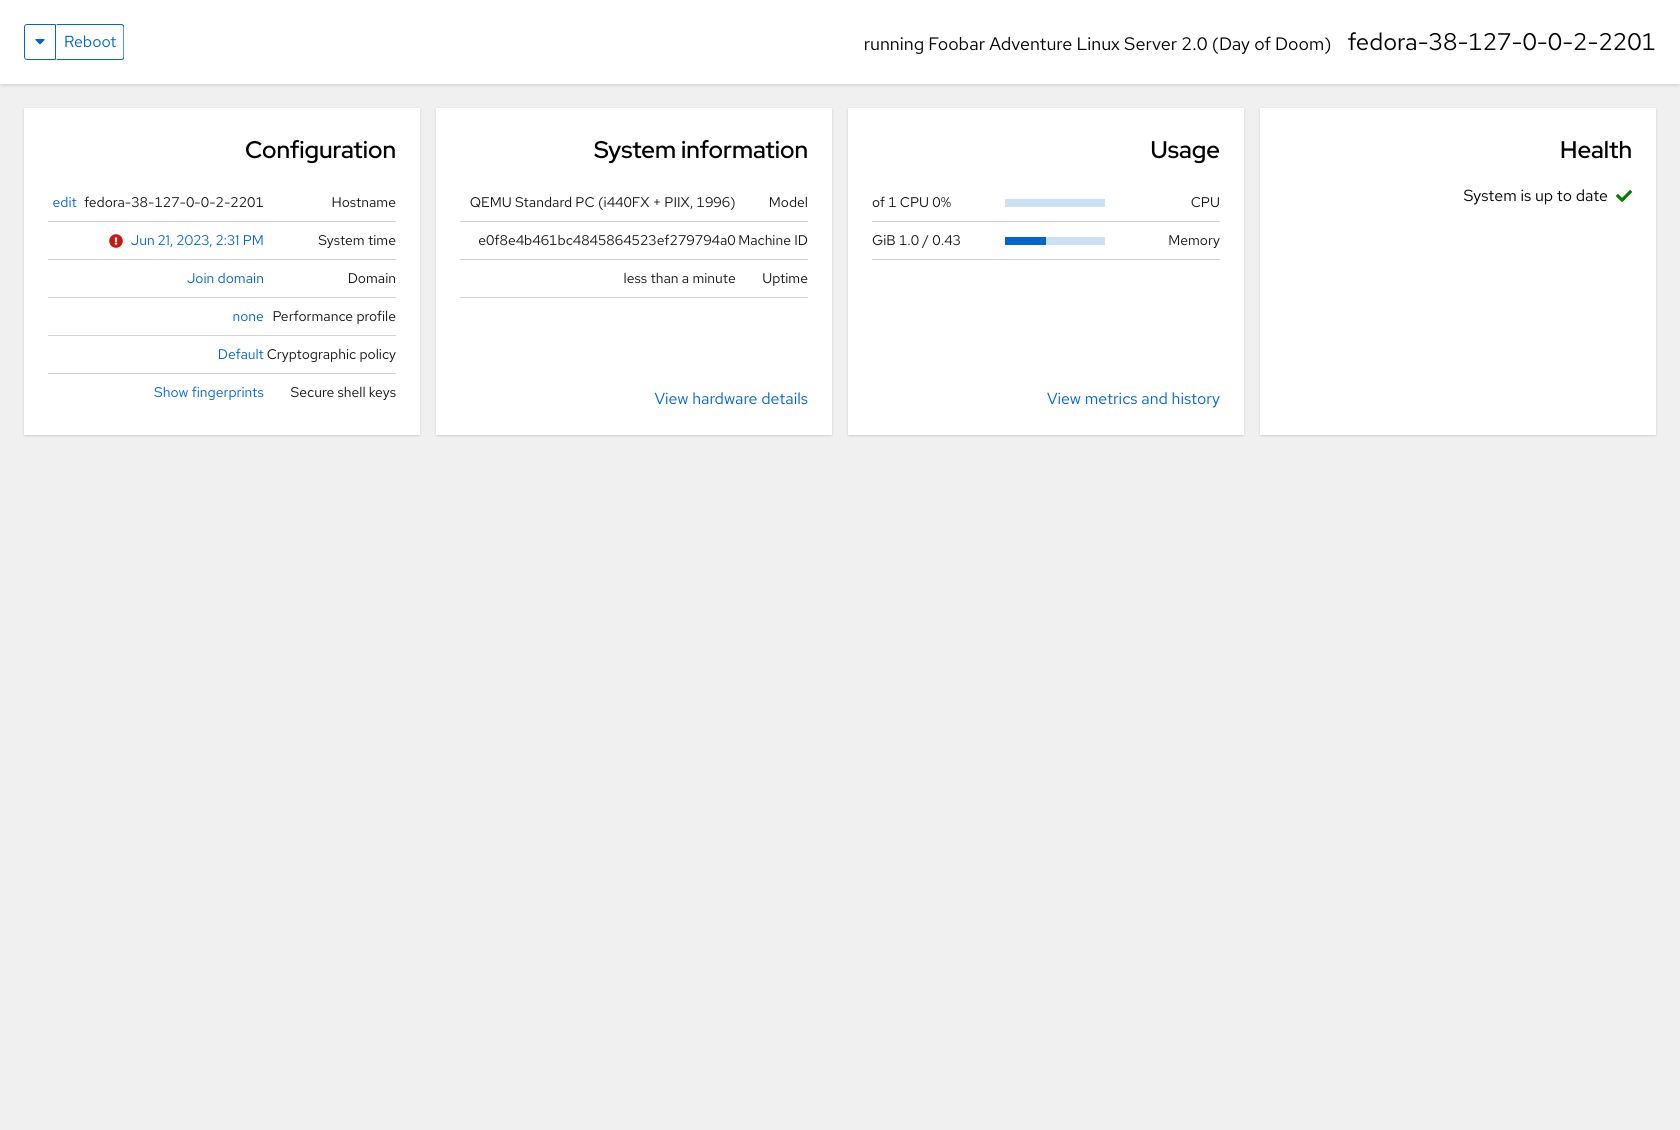 Reboot
running Foobar Adventure Linux Server 2.0 (Day of Doom) fedora-38-127-0-0-2-2201
Configuration
edit fedora-38-127-0-0-2-2201 Hostname
Jun 21, 2023, 2:31 PM System time
Join domain Domain
none Performance profile
Default Cryptographic policy
Show fingerprints Secure shell keys
System information
QEMU Standard PC (i440FX + PIIX, 1996) Model
e0f8e4b461bc4845864523ef279794a0 Machine ID
less than a minute Uptime
View hardware details
Usage
of 1 CPU 0% CPU
GiB 1.0 / 0.43 Memory
View metrics and history
Health
System is up to date